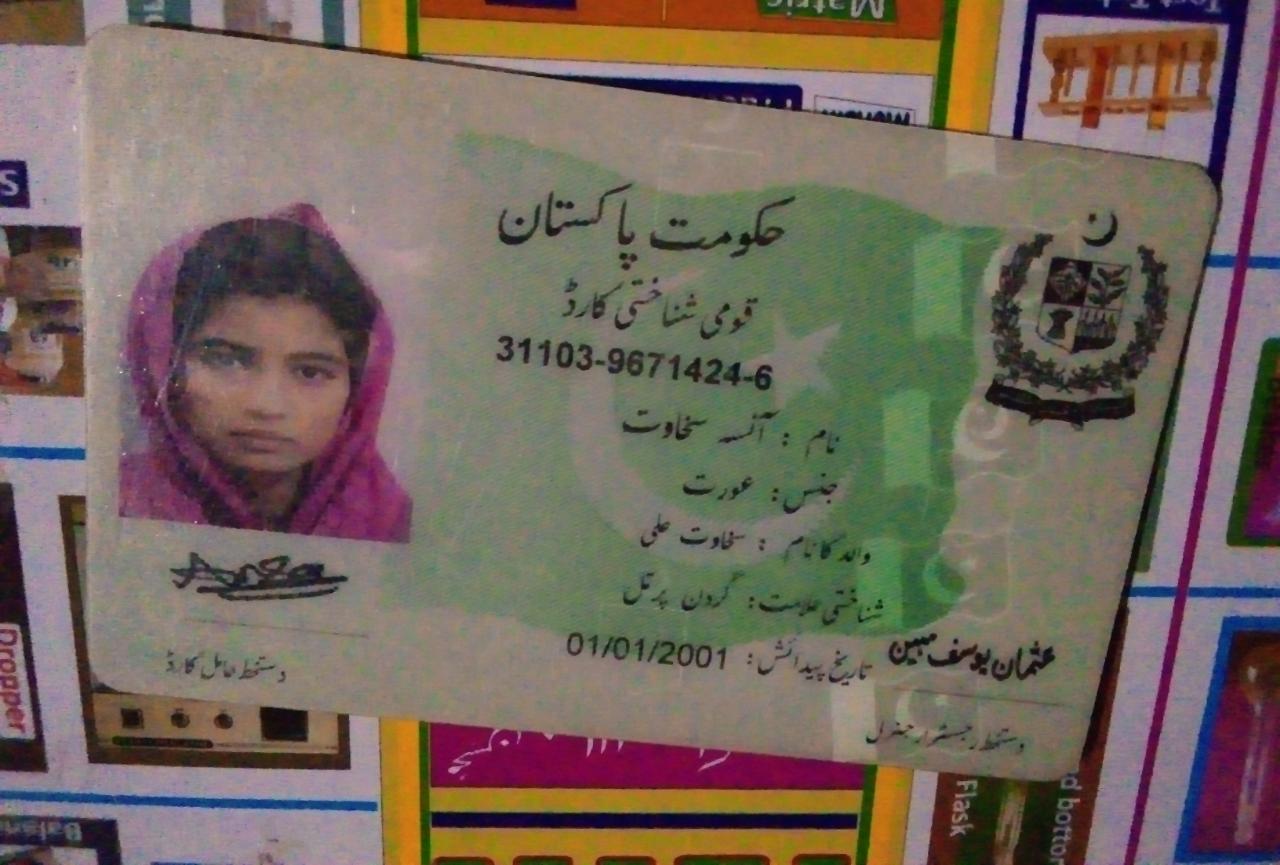 Matric
حکومت پاکستان
قومی شناختی کارڈ
31103-9671424-6
نام : آنسہ سخاوت
جنس : عورت
والد کا نام : سخاوت علی
شناختی علامت : گردن پر تل
تاریخ پیدائش : 01/01/2001
عثمان یوسف مبین
دستخط حامل کارڈ
دستخط رجسٹرار جنرل
Dropper
Flask